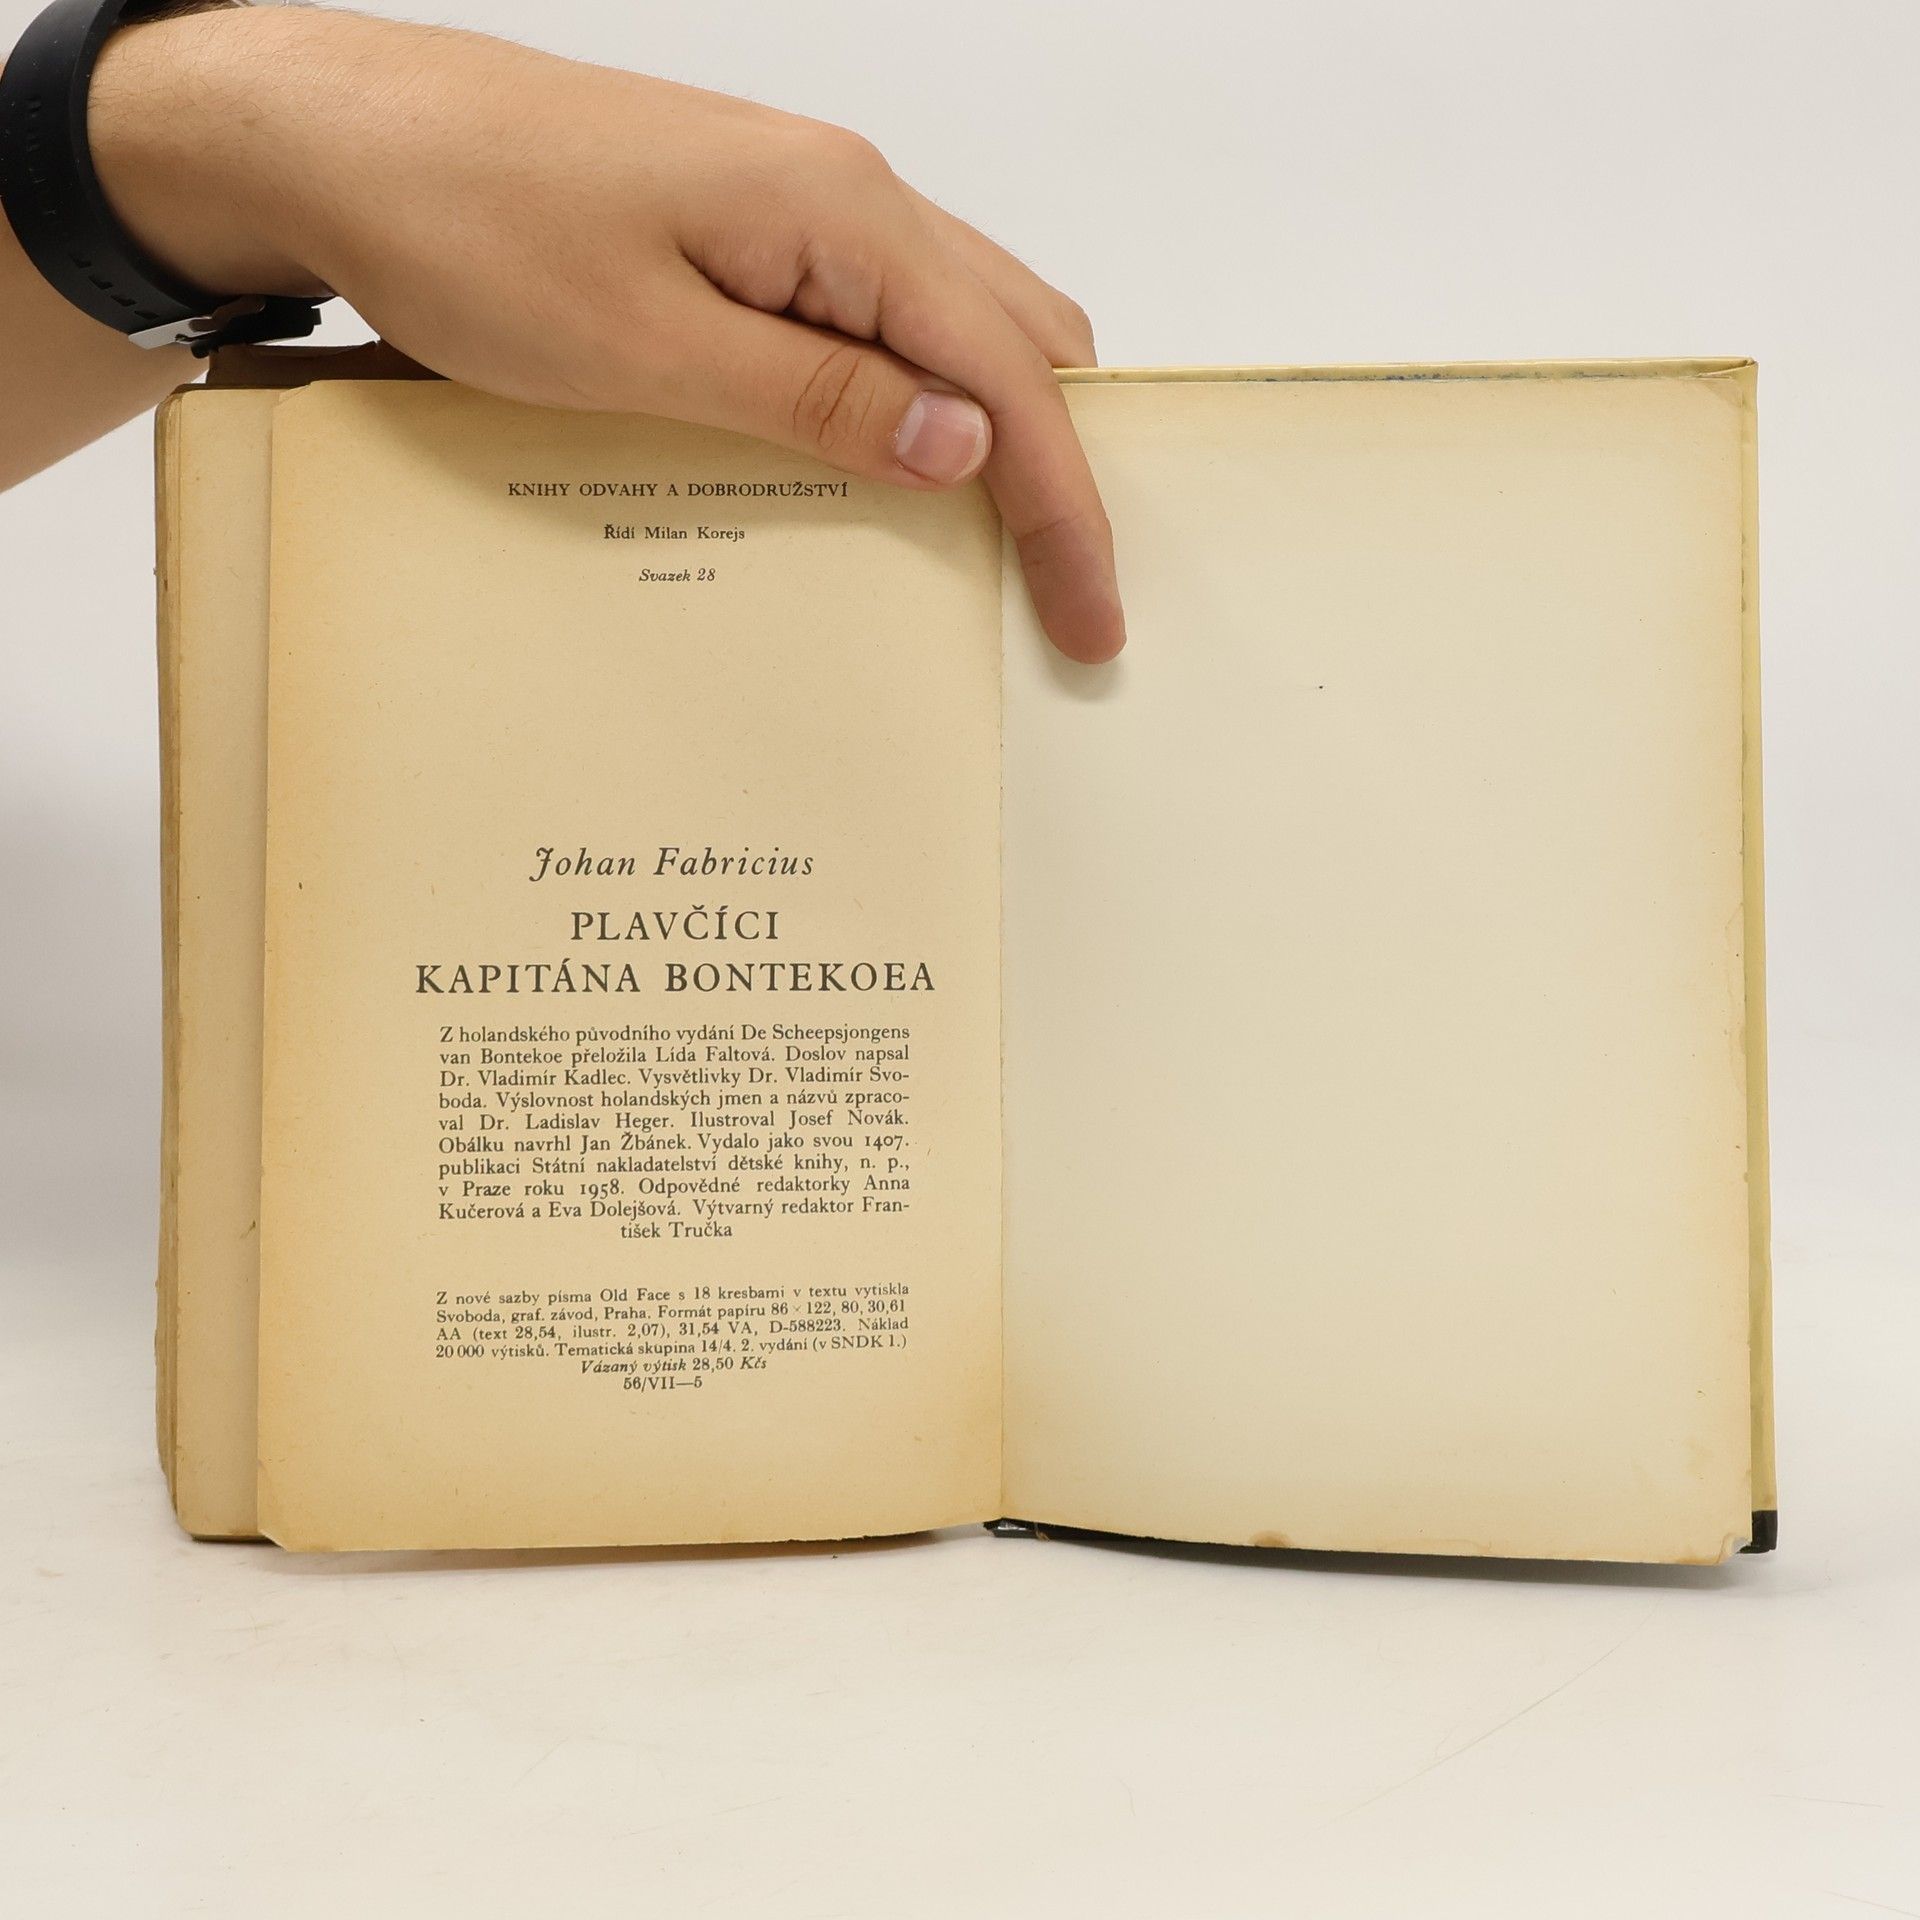 KNIHY ODVAHY A DOBRODRUŽSTVÍ
Řídí Milan Korejs
Svazek 28
Johan Fabricius
PLAVČÍCI
KAPITÁNA BONTEKOEA
Z holandského původního vydání De Scheepsjongens
van Bontekoe přeložila Lída Faltová. Doslov napsal
Dr. Vladimír Kadlec. Vysvětlivky Dr. Vladimír Svo-
boda. Výslovnost holandských jmen a názvů zpraco-
val Dr. Ladislav Heger. Ilustroval Josef Novák.
Obálku navrhl Jan Žbánek. Vydalo jako svou 1407.
publikaci Státní nakladatelství dětské knihy, n. p.,
v Praze roku 1958. Odpovědné redaktorky Anna
Kučerová a Eva Dolejšová. Výtvarný redaktor Fran-
tišek Tručka
Z nové sazby písma Old Face s 18 kresbami v textu vytiskla
Svoboda, graf. závod, Praha. Formát papíru 86 × 122, 80, 30,61
AA (text 28,54, ilustr. 2,07), 31,54 VA, D-588223. Náklad
20 000 výtisků. Tematická skupina 14/4. 2. vydání (v SNDK 1.)
Vázaný výtisk 28,50 Kčs
56/VII—5